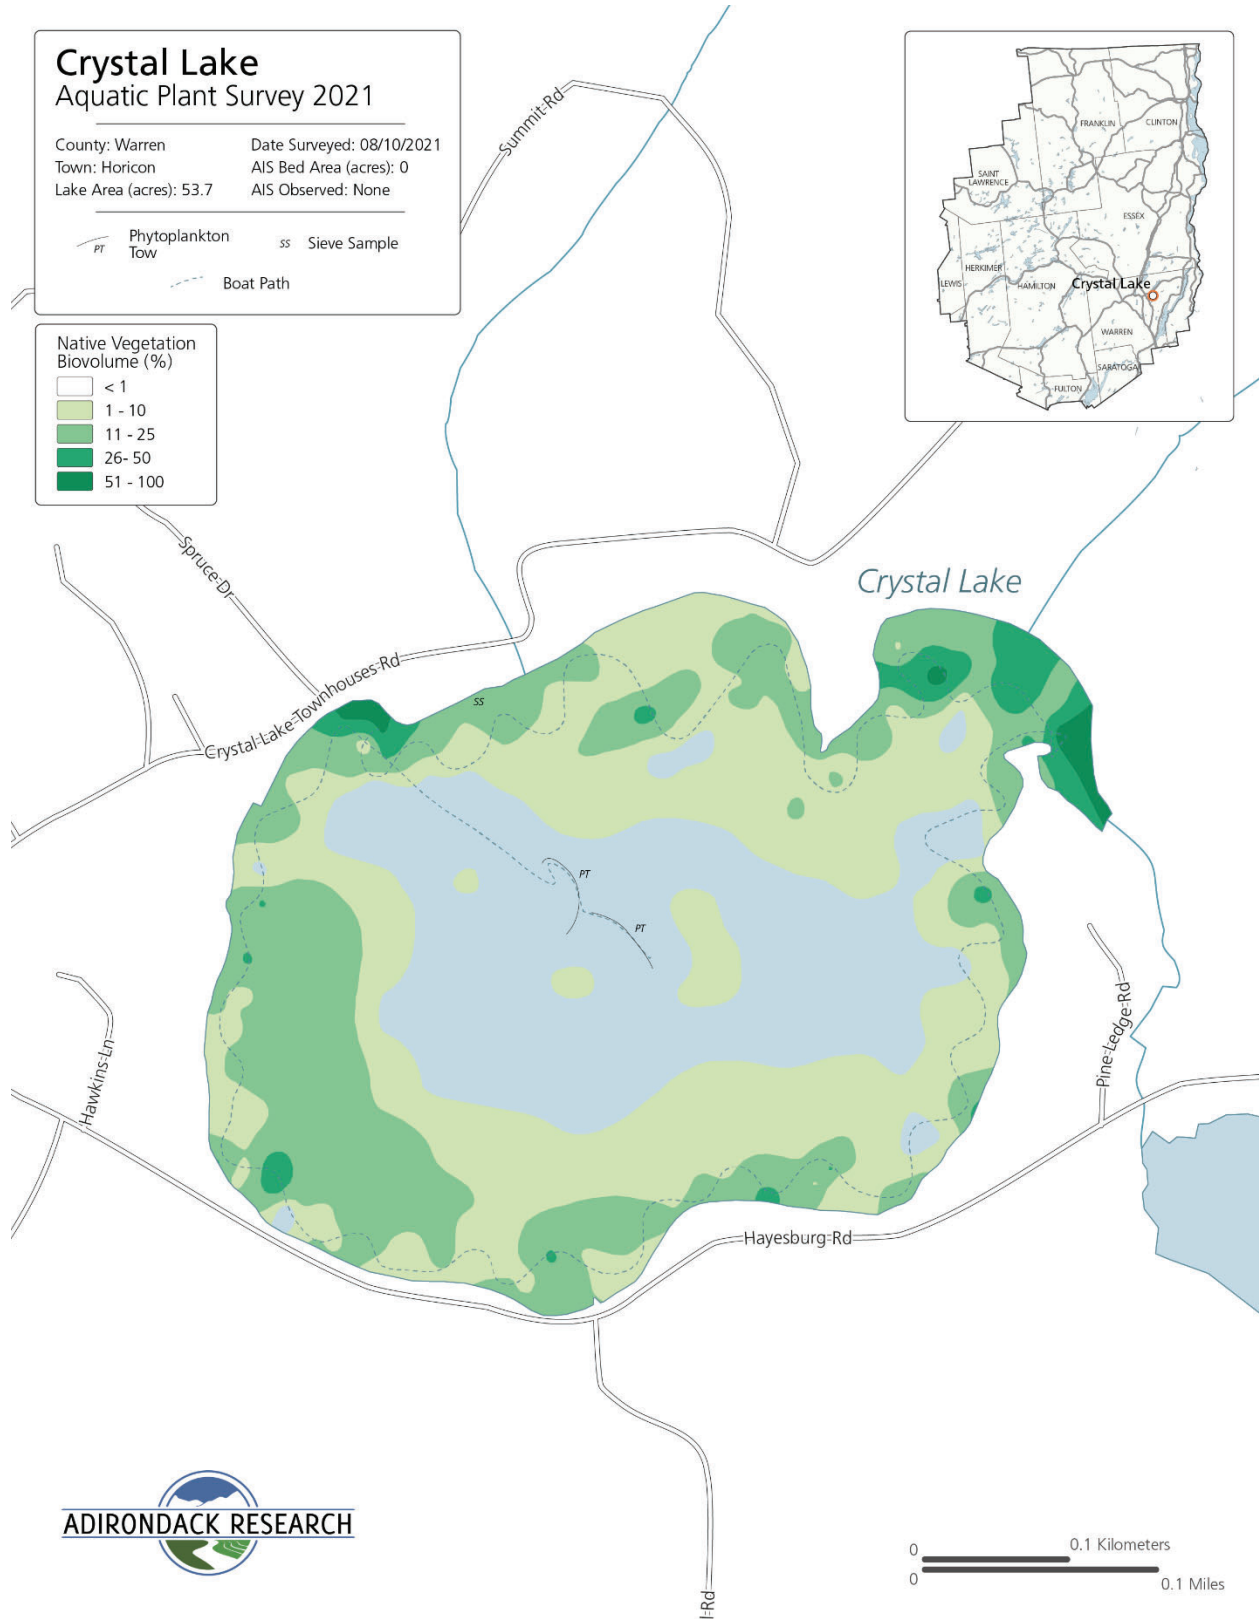 Crystal Lake
Aquatic Plant Survey 2021
County: Warren
Date Surveyed: 08/10/2021
Town: Horicon
AIS Bed Area (acres): 0
Lake Area (acres): 53.7
AIS Observed: None
PT
Phytoplankton
Tow
SS
Sieve Sample
Boat Path
Native Vegetation
Biovolume (%)
< 1
1 - 10
11 - 25
26- 50
51 - 100
FRANKLIN
CLINTON
SAINT
LAWRENCE
ESSEX
HERKIMER
LEWIS
HAMILTON
Crystal Lake
WARREN
SARATOGA
FULTON
Summit Rd
Spruce Dr
Crystal Lake
Crystal Lake Townhouses Rd
SS
PT
PT
Hawkins Ln
Pine Ledge Rd
Hayesburg Rd
l Rd
ADIRONDACK RESEARCH
0
0.1 Kilometers
0
0.1 Miles